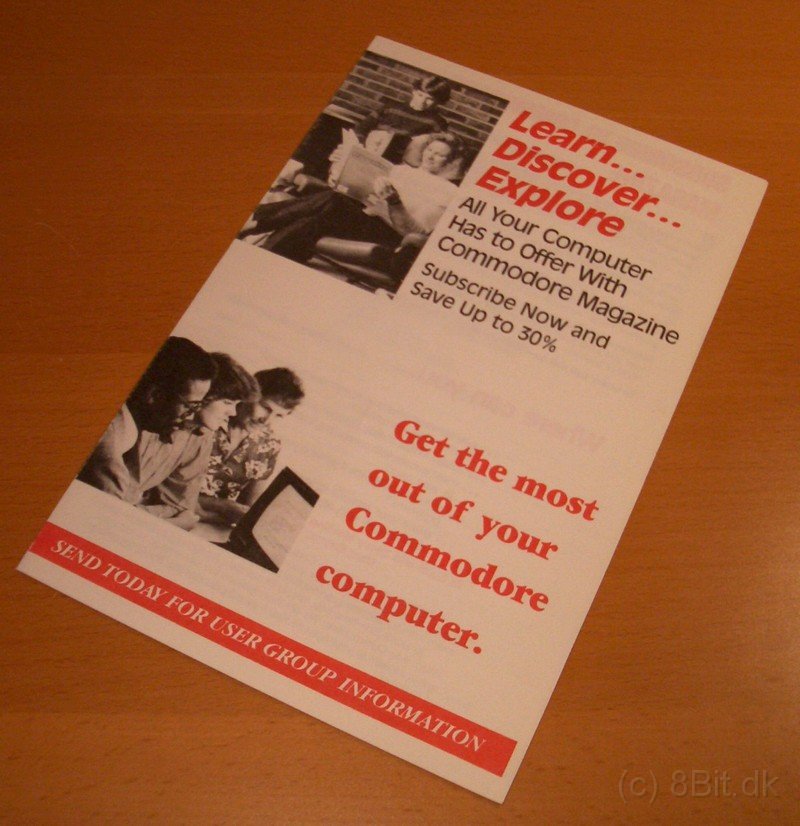 Learn...
Discover...
Explore
All Your Computer
Has to Offer With
Commodore Magazine
Subscribe Now and
Save Up to 30%
Get the most
out of your
Commodore
computer.
SEND TODAY FOR USER GROUP INFORMATION
(c) 8Bit.dk